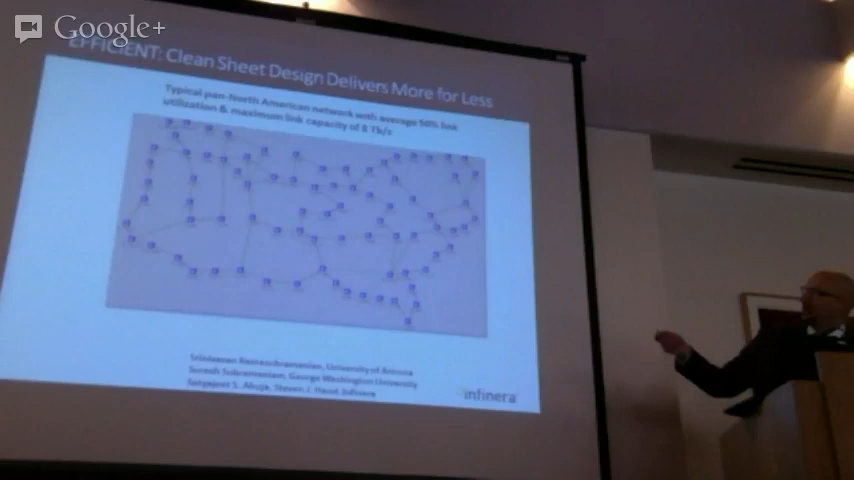 Google+
EFFICIENT: Clean Sheet Design Delivers More for Less
Typical pan-North American network with average 50% link
utilization & maximum link capacity of 8 Tb/s
Srinivasan Ramasubramanian, University of Arizona
Suresh Subramaniam, George Washington University
Satyajeet S. Ahuja, Steven J. Hand, Infinera
infinera